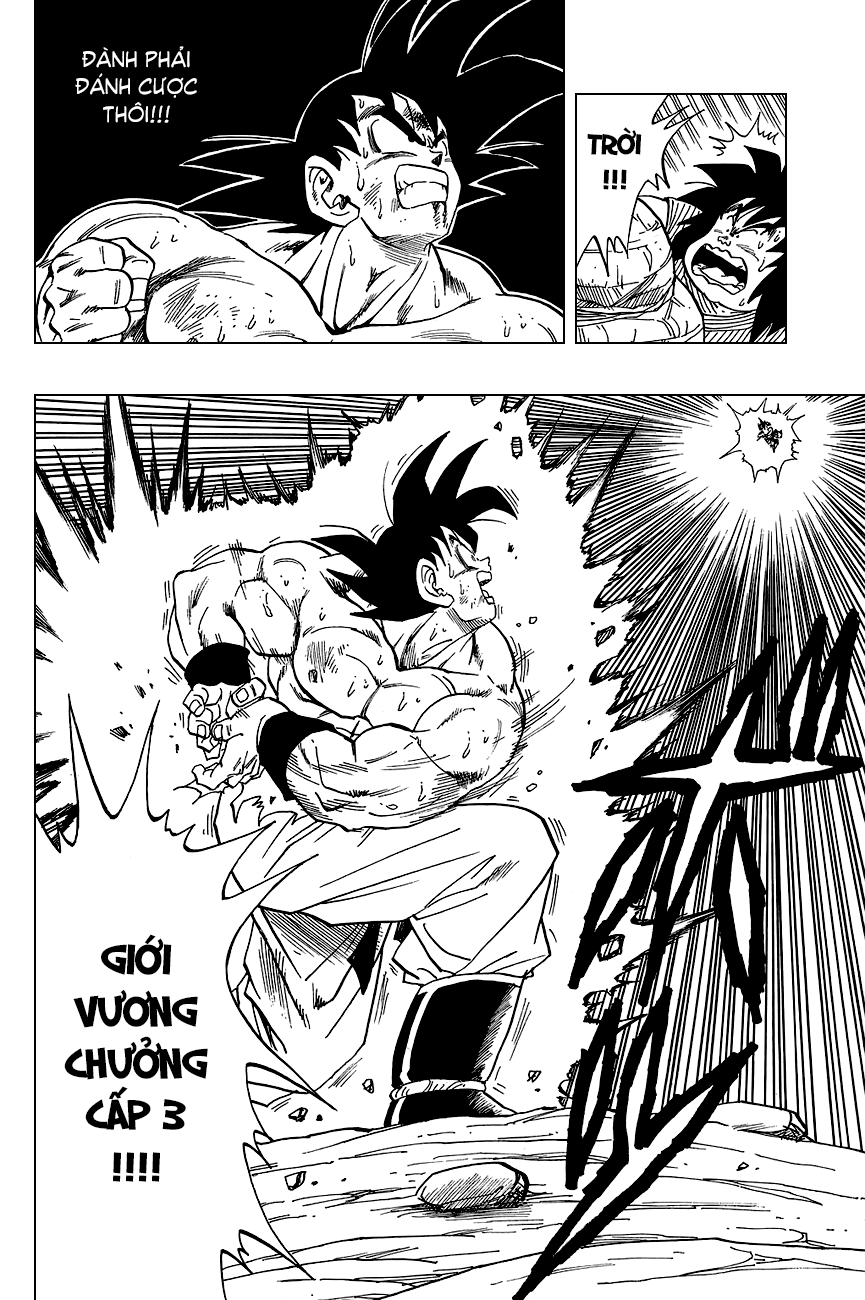 ĐÀNH PHẢI
ĐÁNH CƯỢC
THÔI!!!
TRỜI
!!!
GIỚI
VƯƠNG
CHƯỞNG
CẤP 3
!!!!